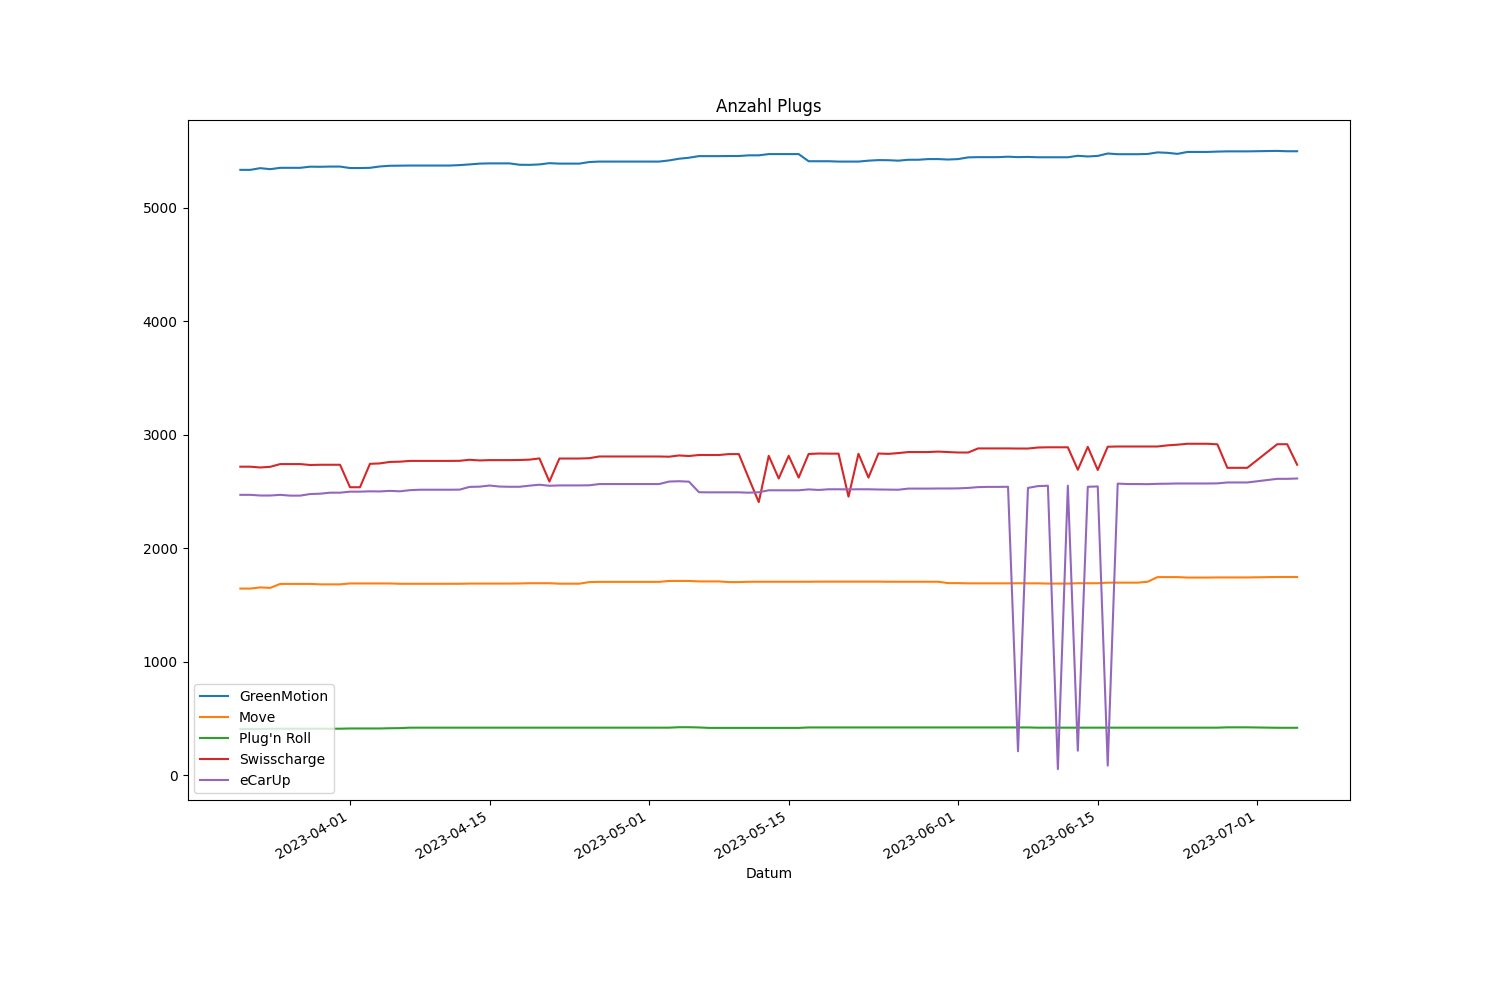 Anzahl Plugs
5000
4000
3000
2000
1000
0
GreenMotion
Move
Plug'n Roll
Swisscharge
eCarUp
2023-04-01
2023-04-15
2023-05-01
2023-05-15
2023-06-01
2023-06-15
2023-07-01
Datum